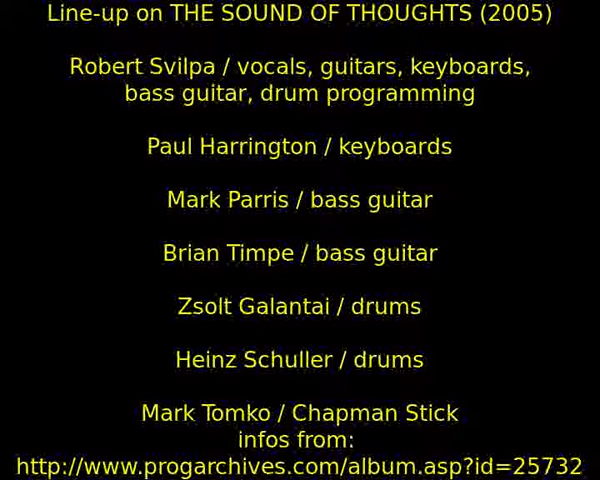 Line-up on THE SOUND OF THOUGHTS (2005)
Robert Svilpa / vocals, guitars, keyboards,
bass guitar, drum programming
Paul Harrington / keyboards
Mark Parris / bass guitar
Brian Timpe / bass guitar
Zsolt Galantai / drums
Heinz Schuller / drums
Mark Tomko / Chapman Stick
infos from:
http://www.progarchives.com/album.asp?id=25732